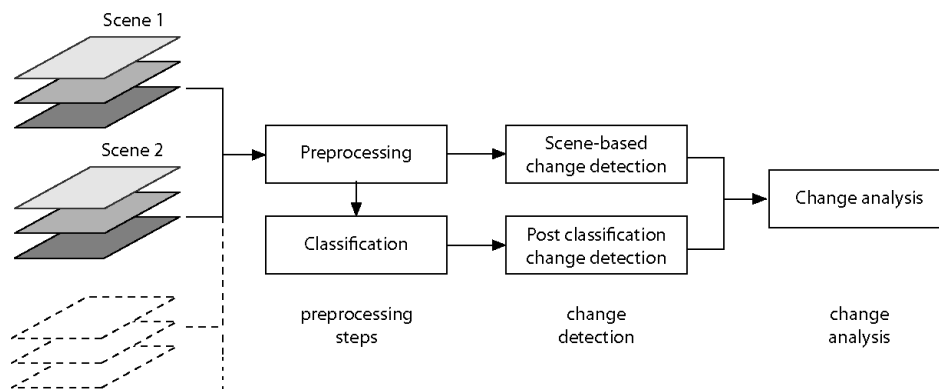 Scene 1
Scene 2
Preprocessing
Scene-based
change detection
Change analysis
Classification
Post classification
change detection
preprocessing
steps
change
detection
change
analysis